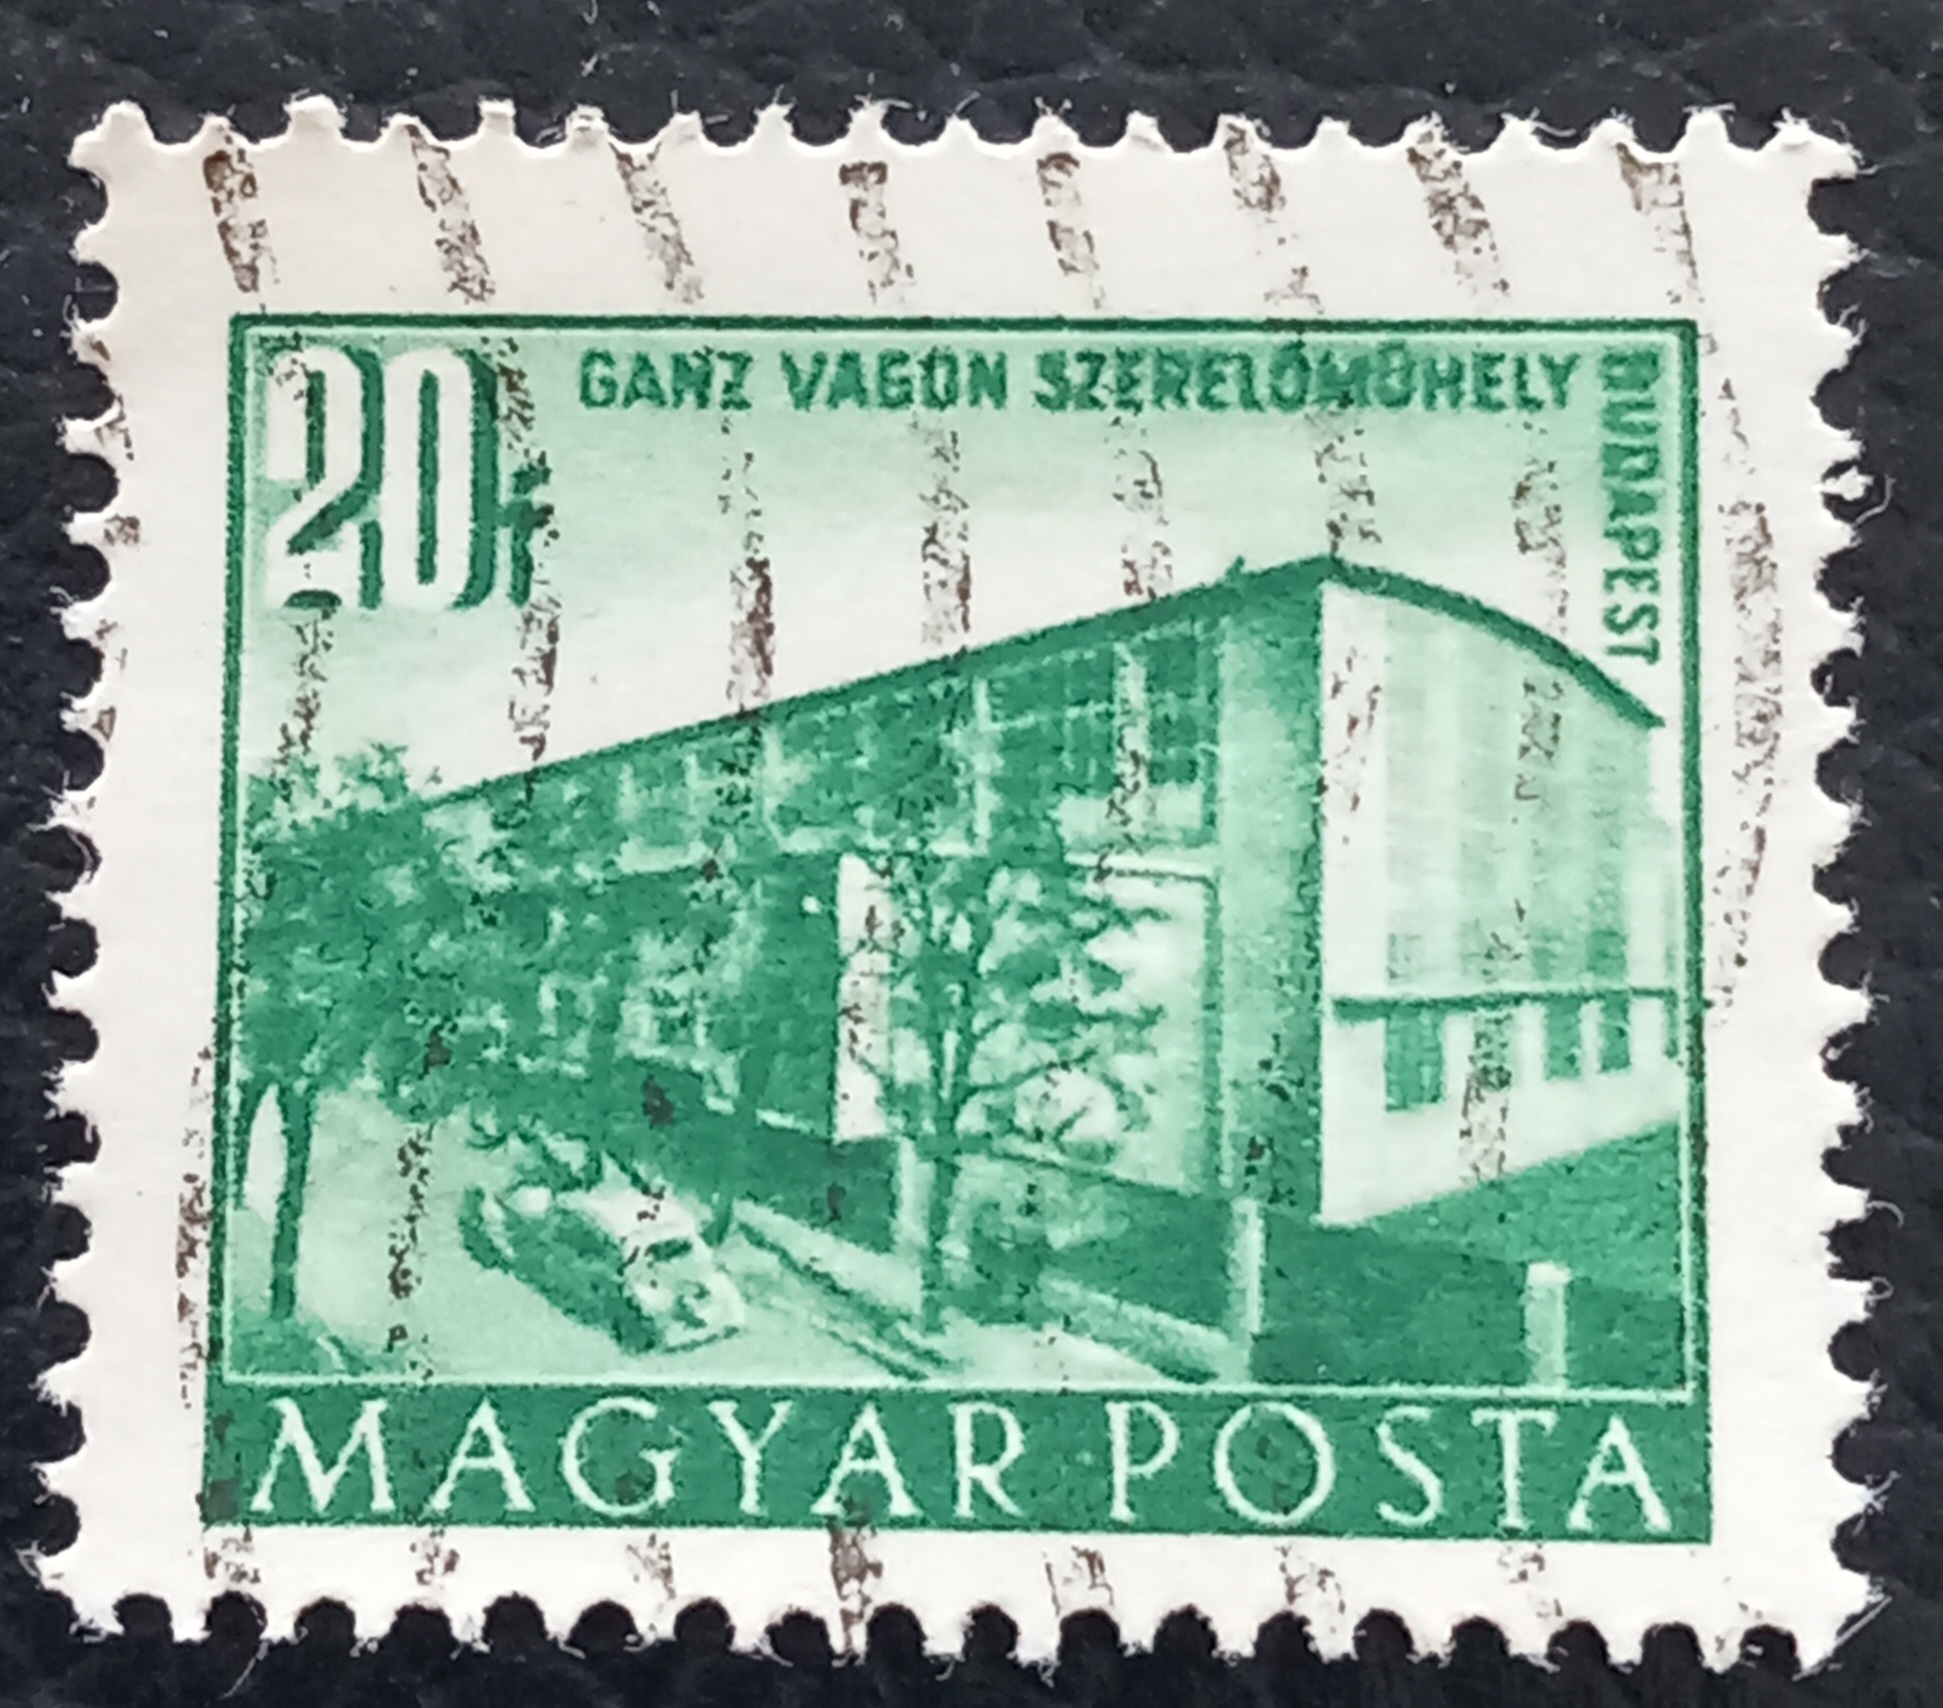 20f
GANZ VAGON SZERELŐMŰHELY
BUDAPEST
MAGYAR POSTA